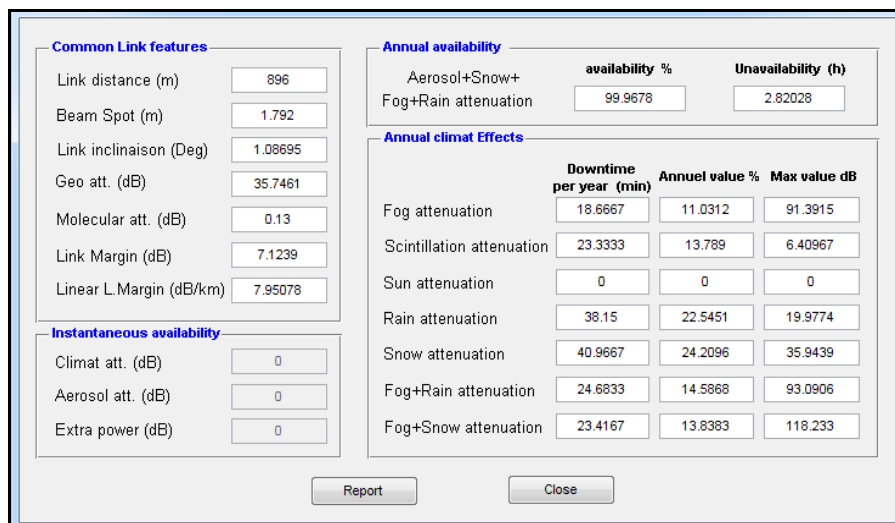 Common Link features
Link distance (m) 896
Beam Spot (m) 1.792
Link inclinaison (Deg) 1.08695
Geo att. (dB) 35.7461
Molecular att. (dB) 0.13
Link Margin (dB) 7.1239
Linear L.Margin (dB/km) 7.95078
Instantaneous availability
Climat att. (dB) 0
Aerosol att. (dB) 0
Extra power (dB) 0
Annual availability
availability % Unavailability (h)
Aerosol+Snow+
Fog+Rain attenuation 99.9678 2.82028
Annual climat Effects
Downtime
per year (min) Annuel value % Max value dB
Fog attenuation 18.6667 11.0312 91.3915
Scintillation attenuation 23.3333 13.789 6.40967
Sun attenuation 0 0 0
Rain attenuation 38.15 22.5451 19.9774
Snow attenuation 40.9667 24.2096 35.9439
Fog+Rain attenuation 24.6833 14.5868 93.0906
Fog+Snow attenuation 23.4167 13.8383 118.233
Report Close